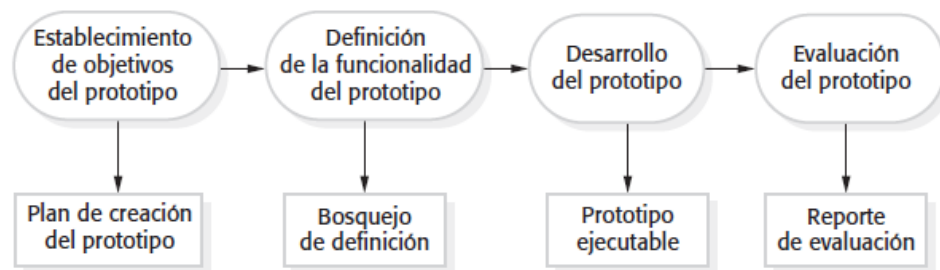 Establecimiento
de objetivos
del prototipo
Definición
de la funcionalidad
del prototipo
Desarrollo
del prototipo
Evaluación
del prototipo
Plan de creación
del prototipo
Bosquejo
de definición
Prototipo
ejecutable
Reporte
de evaluación